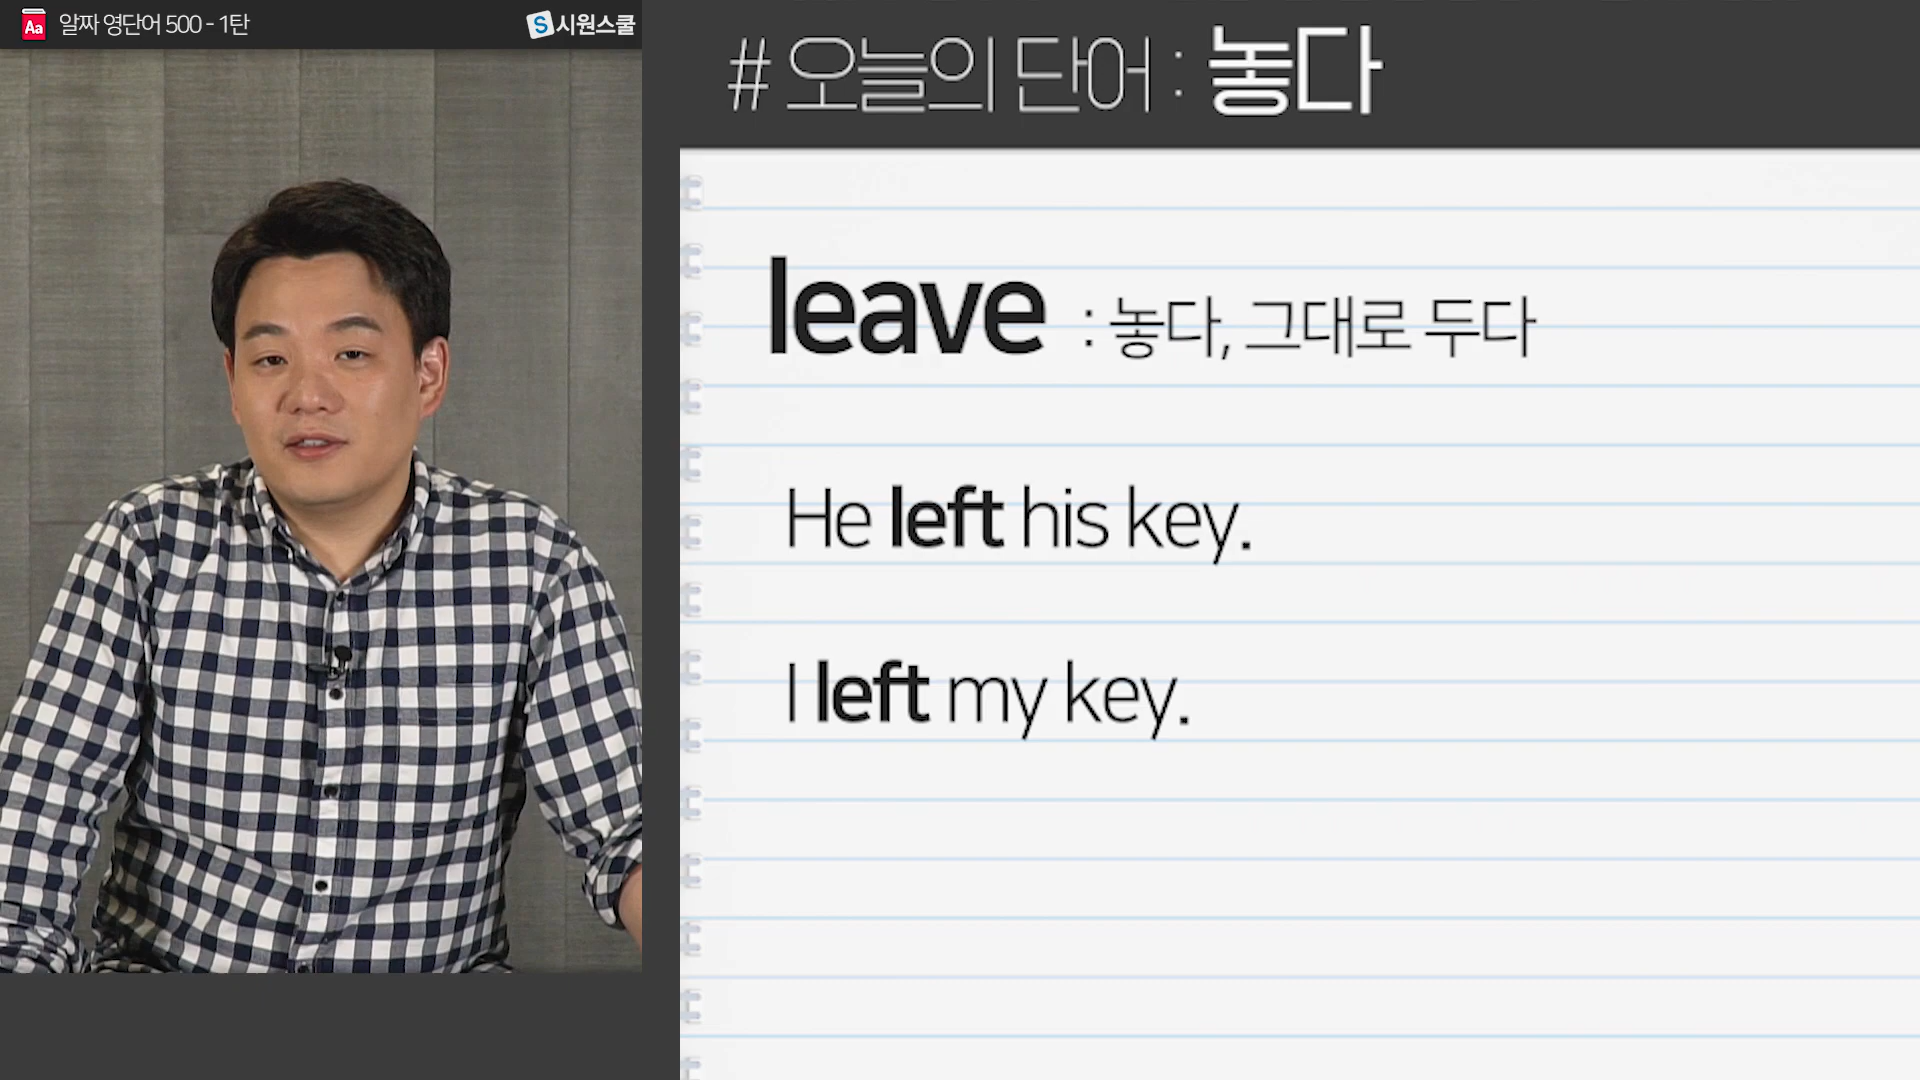 Aa 알짜 영단어 500 - 1탄
S 시원스쿨
# 오늘의 단어 : 놓다
leave : 놓다, 그대로 두다
He left his key.
I left my key.